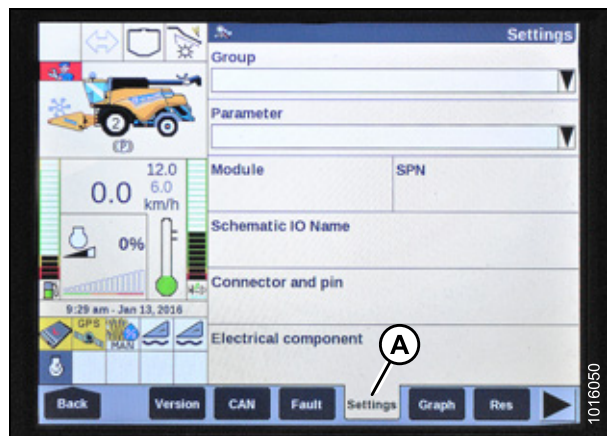 Settings
Group
Parameter
2
(P)
12.0
0.0 6.0
km/h
Module SPN
Schematic IO Name
0%
Connector and pin
9:29 am - Jan 13, 2016
GPS
MAN
Electrical component
A
Back Version CAN Fault Settings Graph Res
1016050